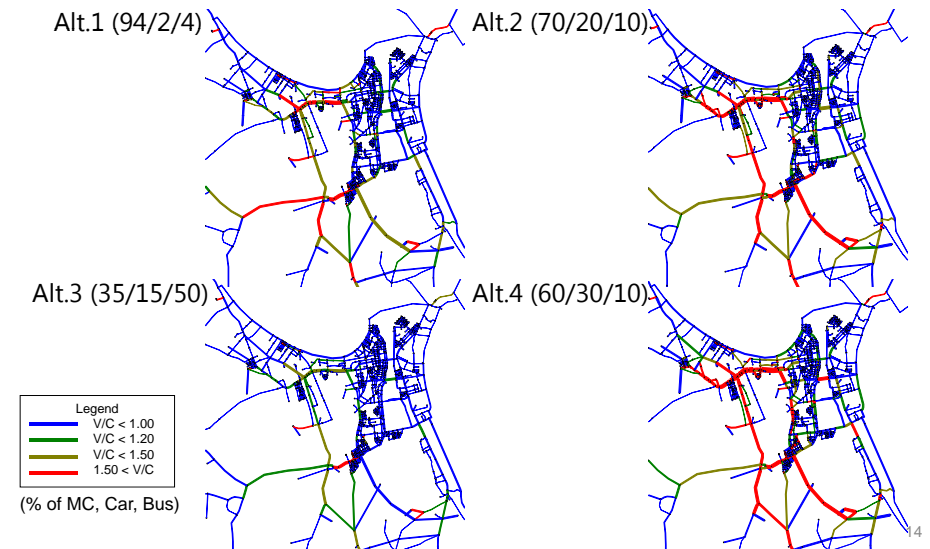 Alt.1 (94/2/4)
Alt.2 (70/20/10)
Alt.3 (35/15/50)
Alt.4 (60/30/10)
Legend
V/C < 1.00
V/C < 1.20
V/C < 1.50
1.50 < V/C
(% of MC, Car, Bus)
14